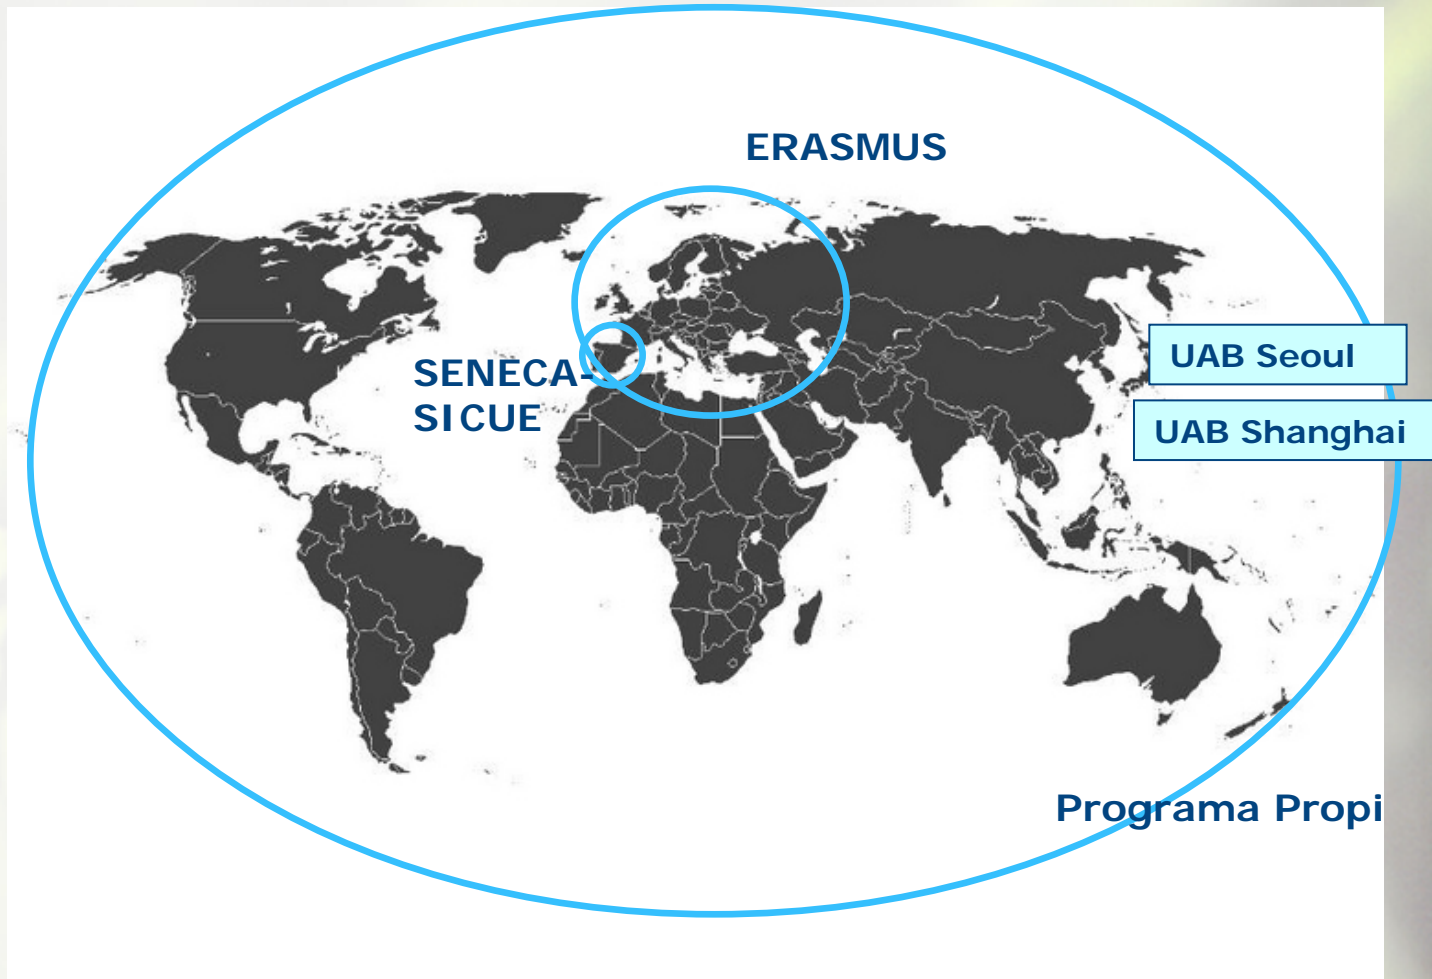 ERASMUS
SENECA-
SICUE
UAB Seoul
UAB Shanghai
Programa Propi